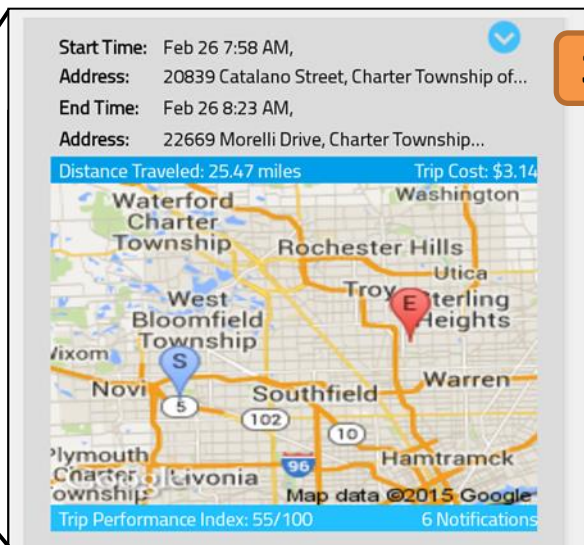 Start Time: Feb 26 7:58 AM,
Address: 20839 Catalano Street, Charter Township of...
End Time: Feb 26 8:23 AM,
Address: 22669 Morelli Drive, Charter Township...
Distance Traveled: 25.47 miles Trip Cost: $3.14
Waterford Charter Township
Washington
Rochester Hills
Utica
Troy
Sterling Heights
E
West Bloomfield Township
S
Novi
5
Southfield
Warren
102
10
Plymouth Charter Township
Livonia
96
Hamtramck
Map data ©2015 Google
Trip Performance Index: 55/100 6 Notifications